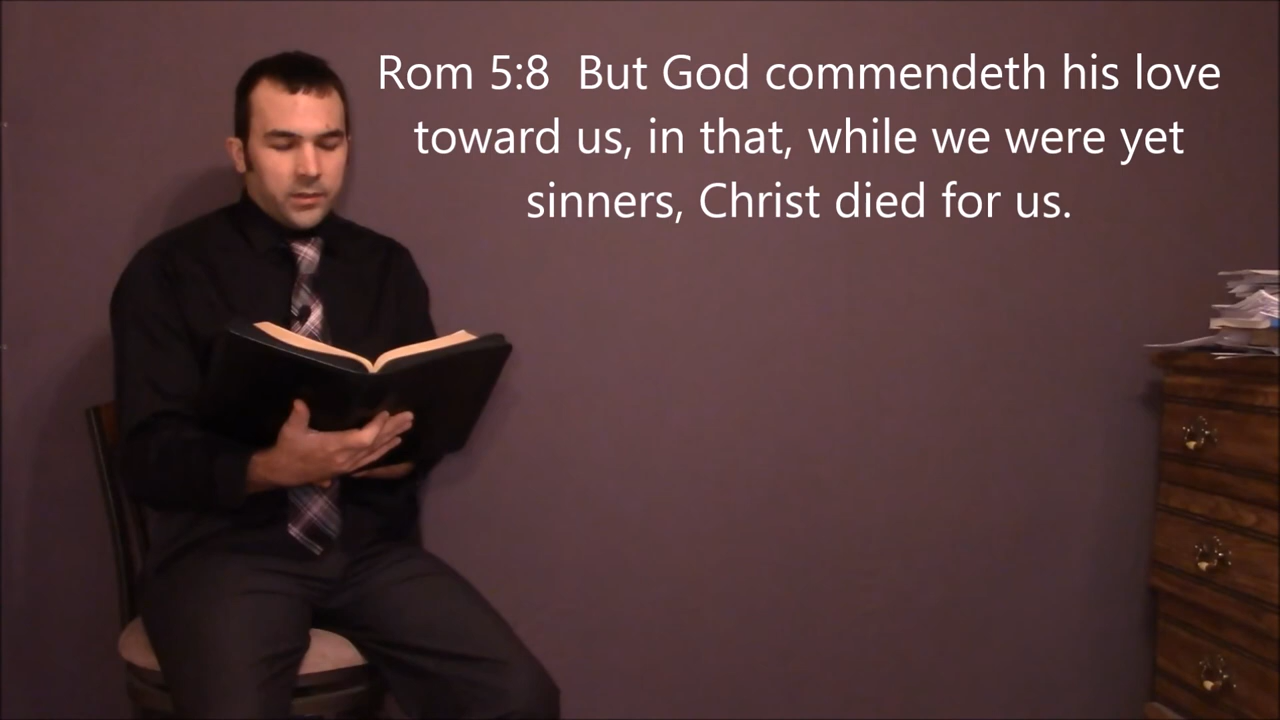 Rom 5:8  But God commendeth his love
toward us, in that, while we were yet
sinners, Christ died for us.